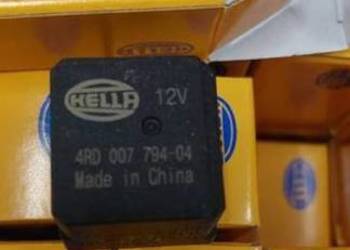 HELLA 12V
4RD 007 794-04
Made in China